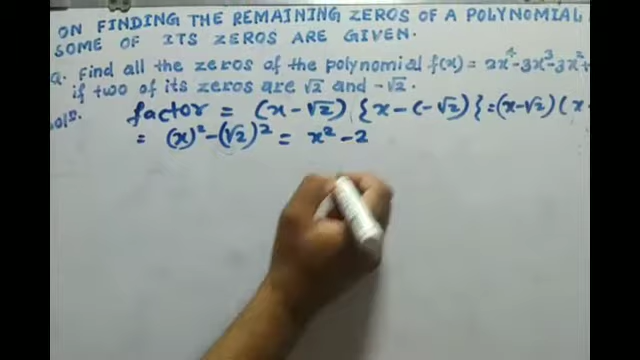 ON FINDING THE REMAINING ZEROS OF A POLYNOMIAL
SOME OF ITS ZEROS ARE GIVEN.
Q. Find all the zeros of the polynomial f(x) = 2x⁴-3x³-3x²+
if two of its zeros are √2 and -√2.
Solⁿ. factor = (x-√2) {x-(-√2)} = (x-√2)(x
= (x)²-(√2)² = x²-2